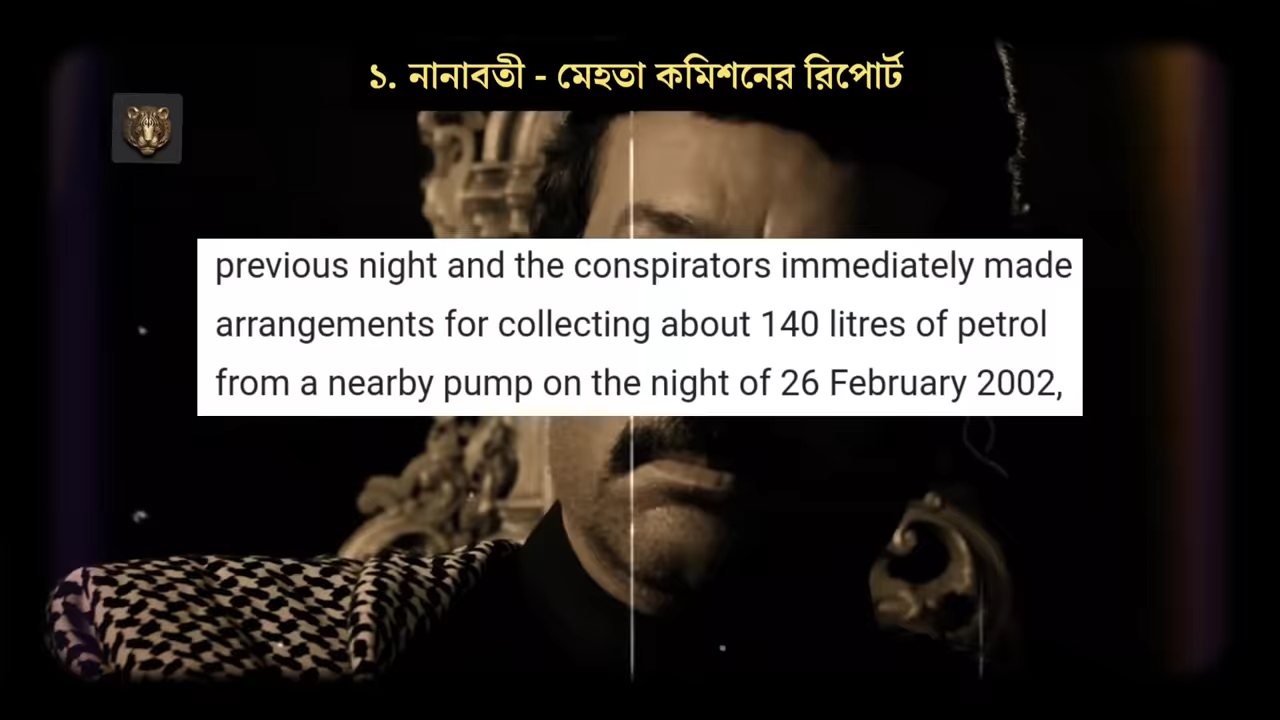 ১. নানাবতী - মেহতা কমিশনের রিপোর্ট
previous night and the conspirators immediately made
arrangements for collecting about 140 litres of petrol
from a nearby pump on the night of 26 February 2002,